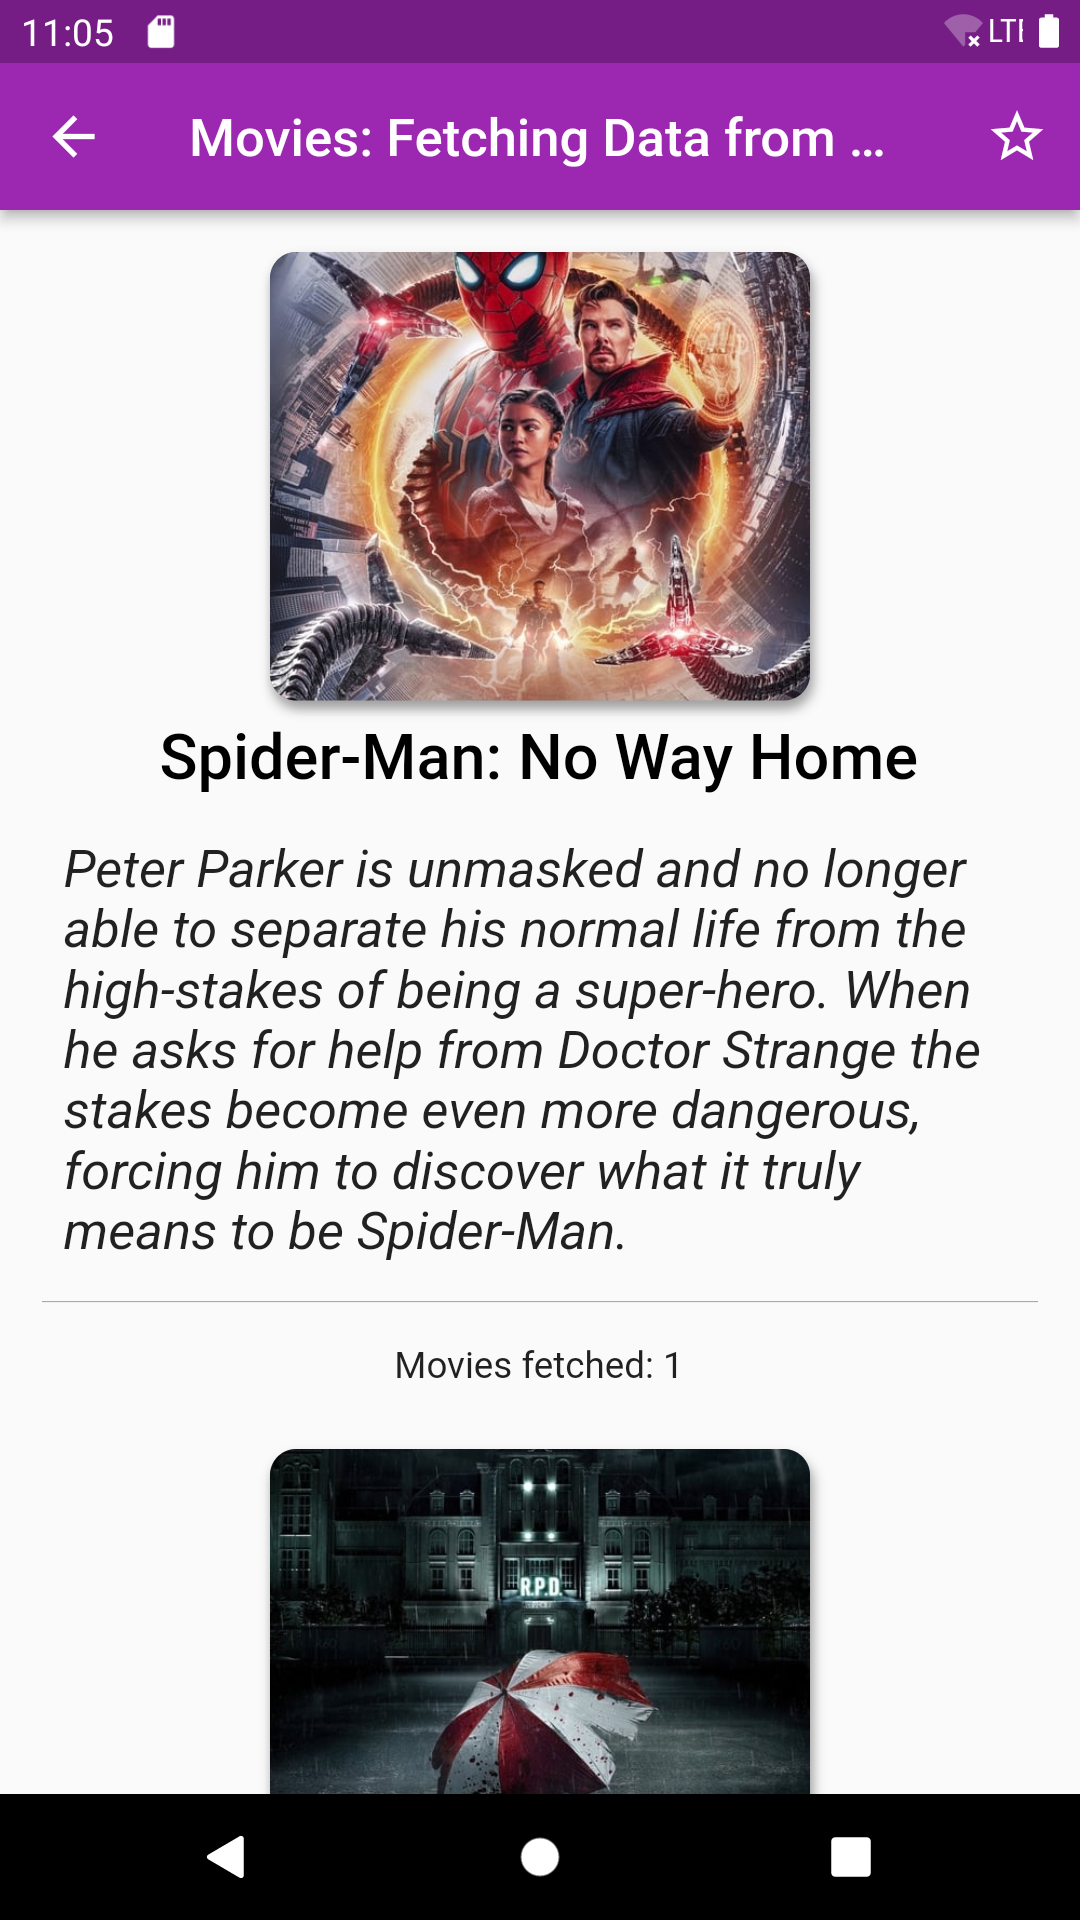 11:05
LTE
Movies: Fetching Data from ...
Spider-Man: No Way Home
Peter Parker is unmasked and no longer
able to separate his normal life from the
high-stakes of being a super-hero. When
he asks for help from Doctor Strange the
stakes become even more dangerous,
forcing him to discover what it truly
means to be Spider-Man.
Movies fetched: 1
R.P.D.